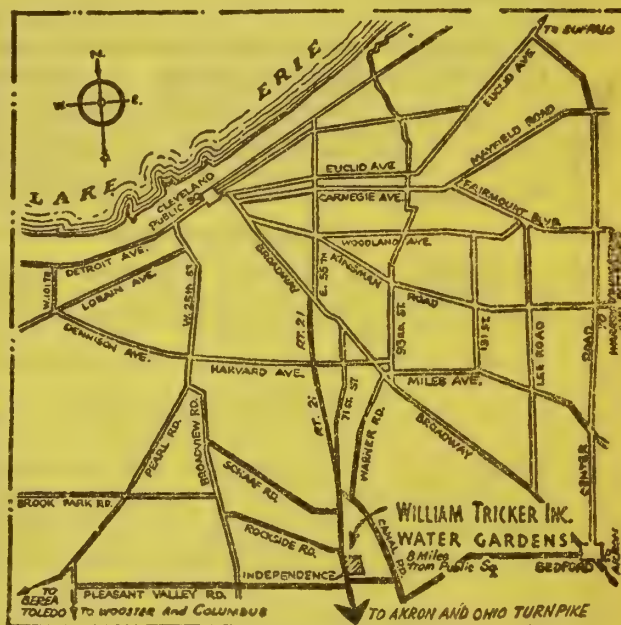 TO BUFFALO
N.
W. E.
LAKE ERIE
EUCLID AVE.
MAYFIELD ROAD
EUCLID AVE.
CARNEGIE AVE.
FAIRMOUNT BLVD.
CLEVELAND
PUBLIC SQ.
WOODLAND AVE.
DETROIT AVE.
BROADWAY
E. 55TH
KINSMAN
ROAD
W. 101TH
LORAIN AVE.
W. 25TH ST.
93RD ST.
131 ST.
LEE ROAD
ROAD
DENNISON AVE.
RT. 21
71st. ST
HARVARD AVE.
MILES AVE.
PEARL RD.
BROADVIEW RD.
RT. 21
WARNER RD.
BROADWAY
CENTER
SCHAAF RD.
BROOK PARK RD.
ROCKSIDE RD.
CANAL RD.
WILLIAM TRICKER INC.
WATER GARDENS
8 Miles
from Public Sq.
BEDFORD
AKRON
INDEPENDENCE
PLEASANT VALLEY RD.
TO
BEREA
TOLEDO
TO WOOSTER AND COLUMBUS
TO AKRON AND OHIO TURNPIKE